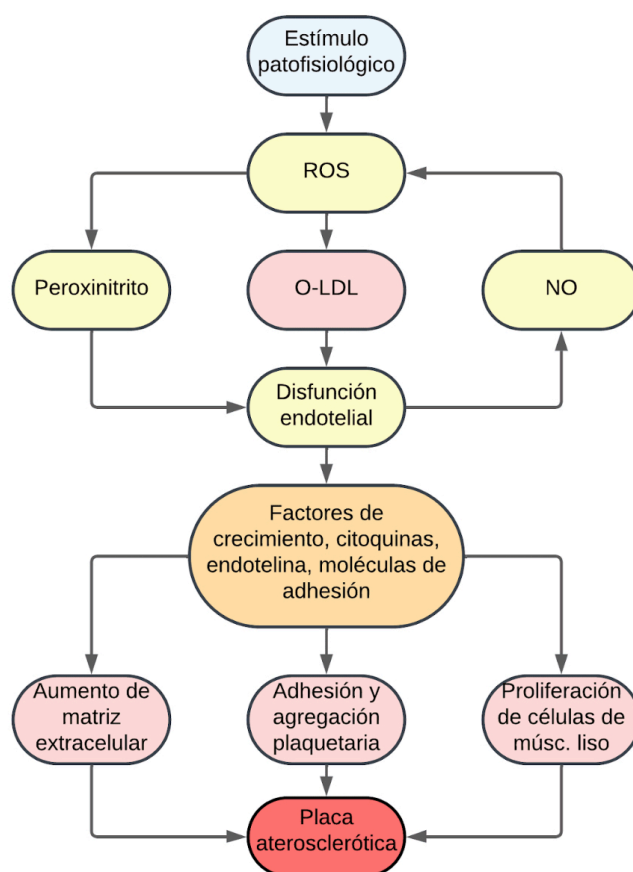 Estímulo
patofisiológico
ROS
Peroxinitrito
O-LDL
NO
Disfunción
endotelial
Factores de
crecimiento, citoquinas,
endotelina, moléculas de
adhesión
Aumento de
matriz
extracelular
Adhesión y
agregación
plaquetaria
Proliferación
de células de
músc. liso
Placa
aterosclerótica